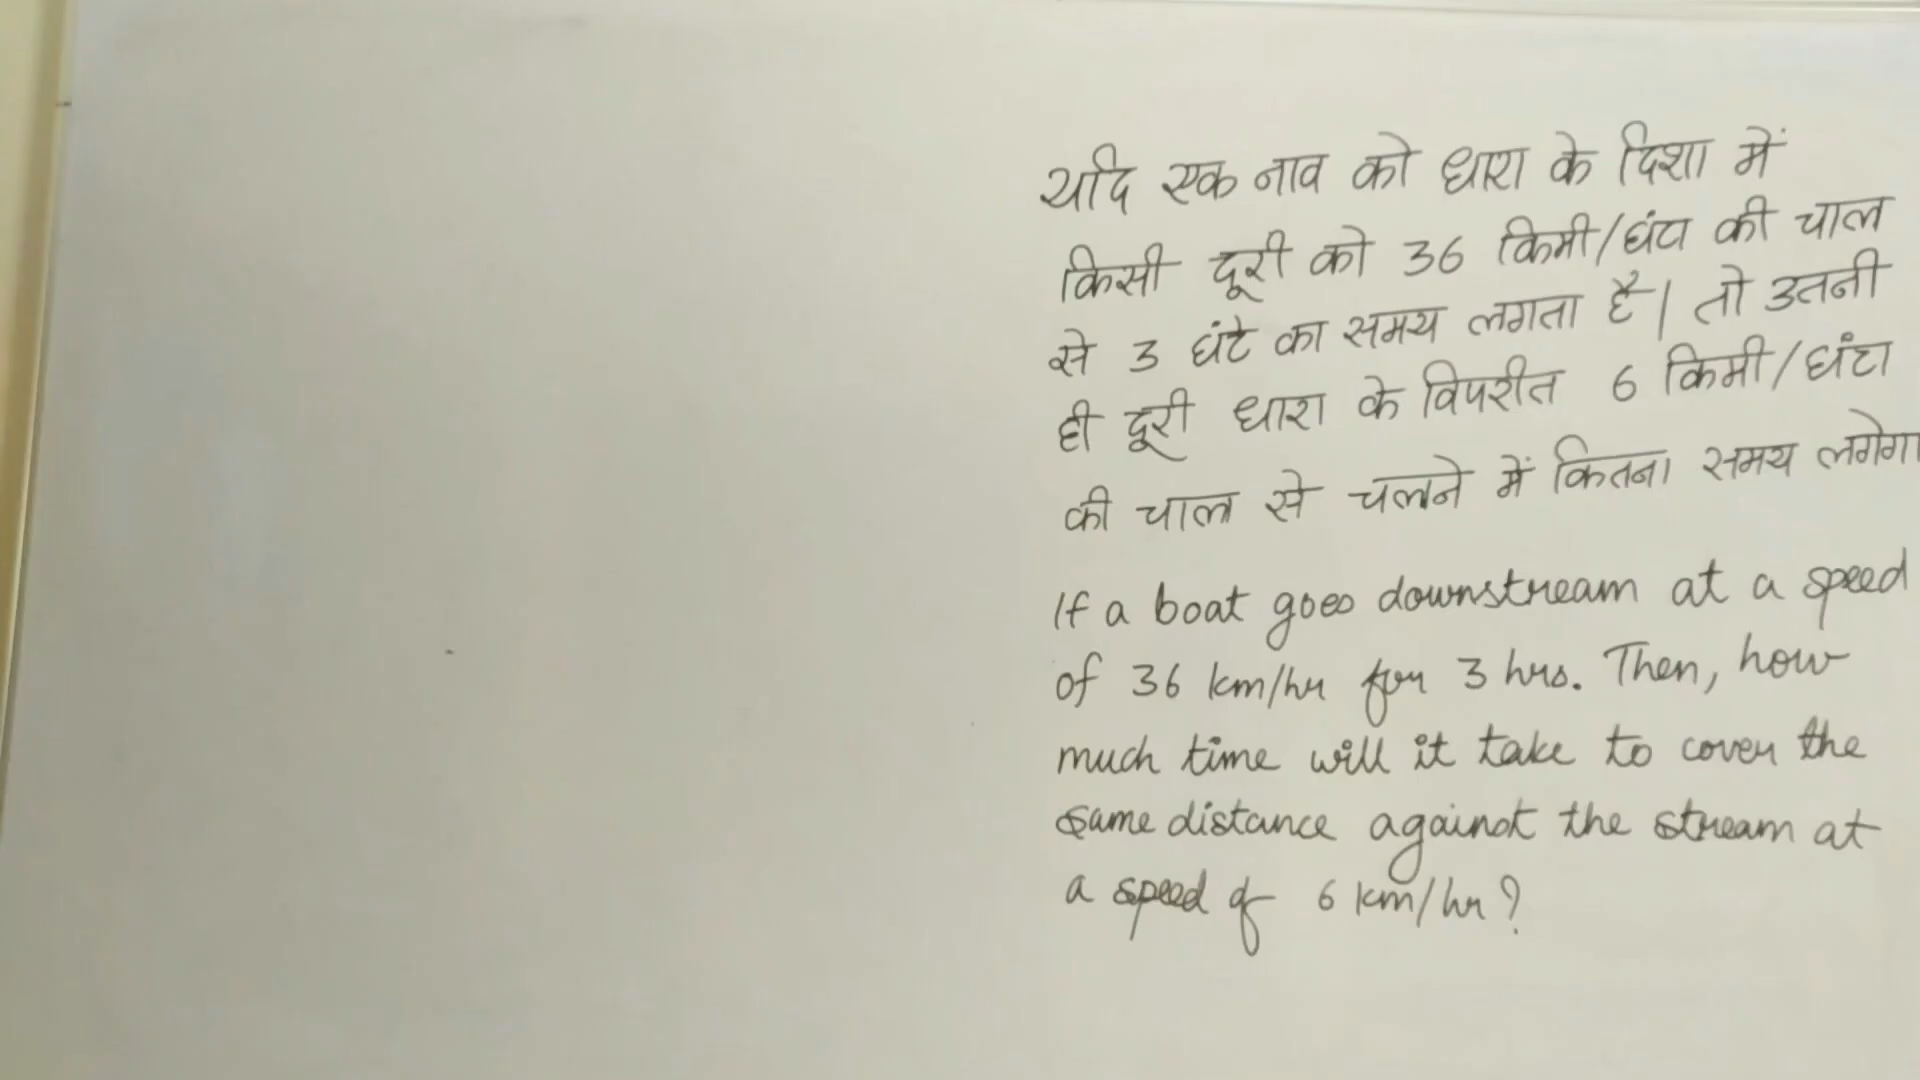 यदि एक नाव को धारा के दिशा में
किसी दूरी को 36 किमी/घंटा की चाल
से 3 घंटे का समय लगता है। तो उतनी
ही दूरी धारा के विपरीत 6 किमी/घंटा
की चाल से चलने में कितना समय लगेगा
If a boat goes downstream at a speed
of 36 km/hr for 3 hrs. Then, how
much time will it take to cover the
same distance against the stream at
a speed of 6 km/hr?